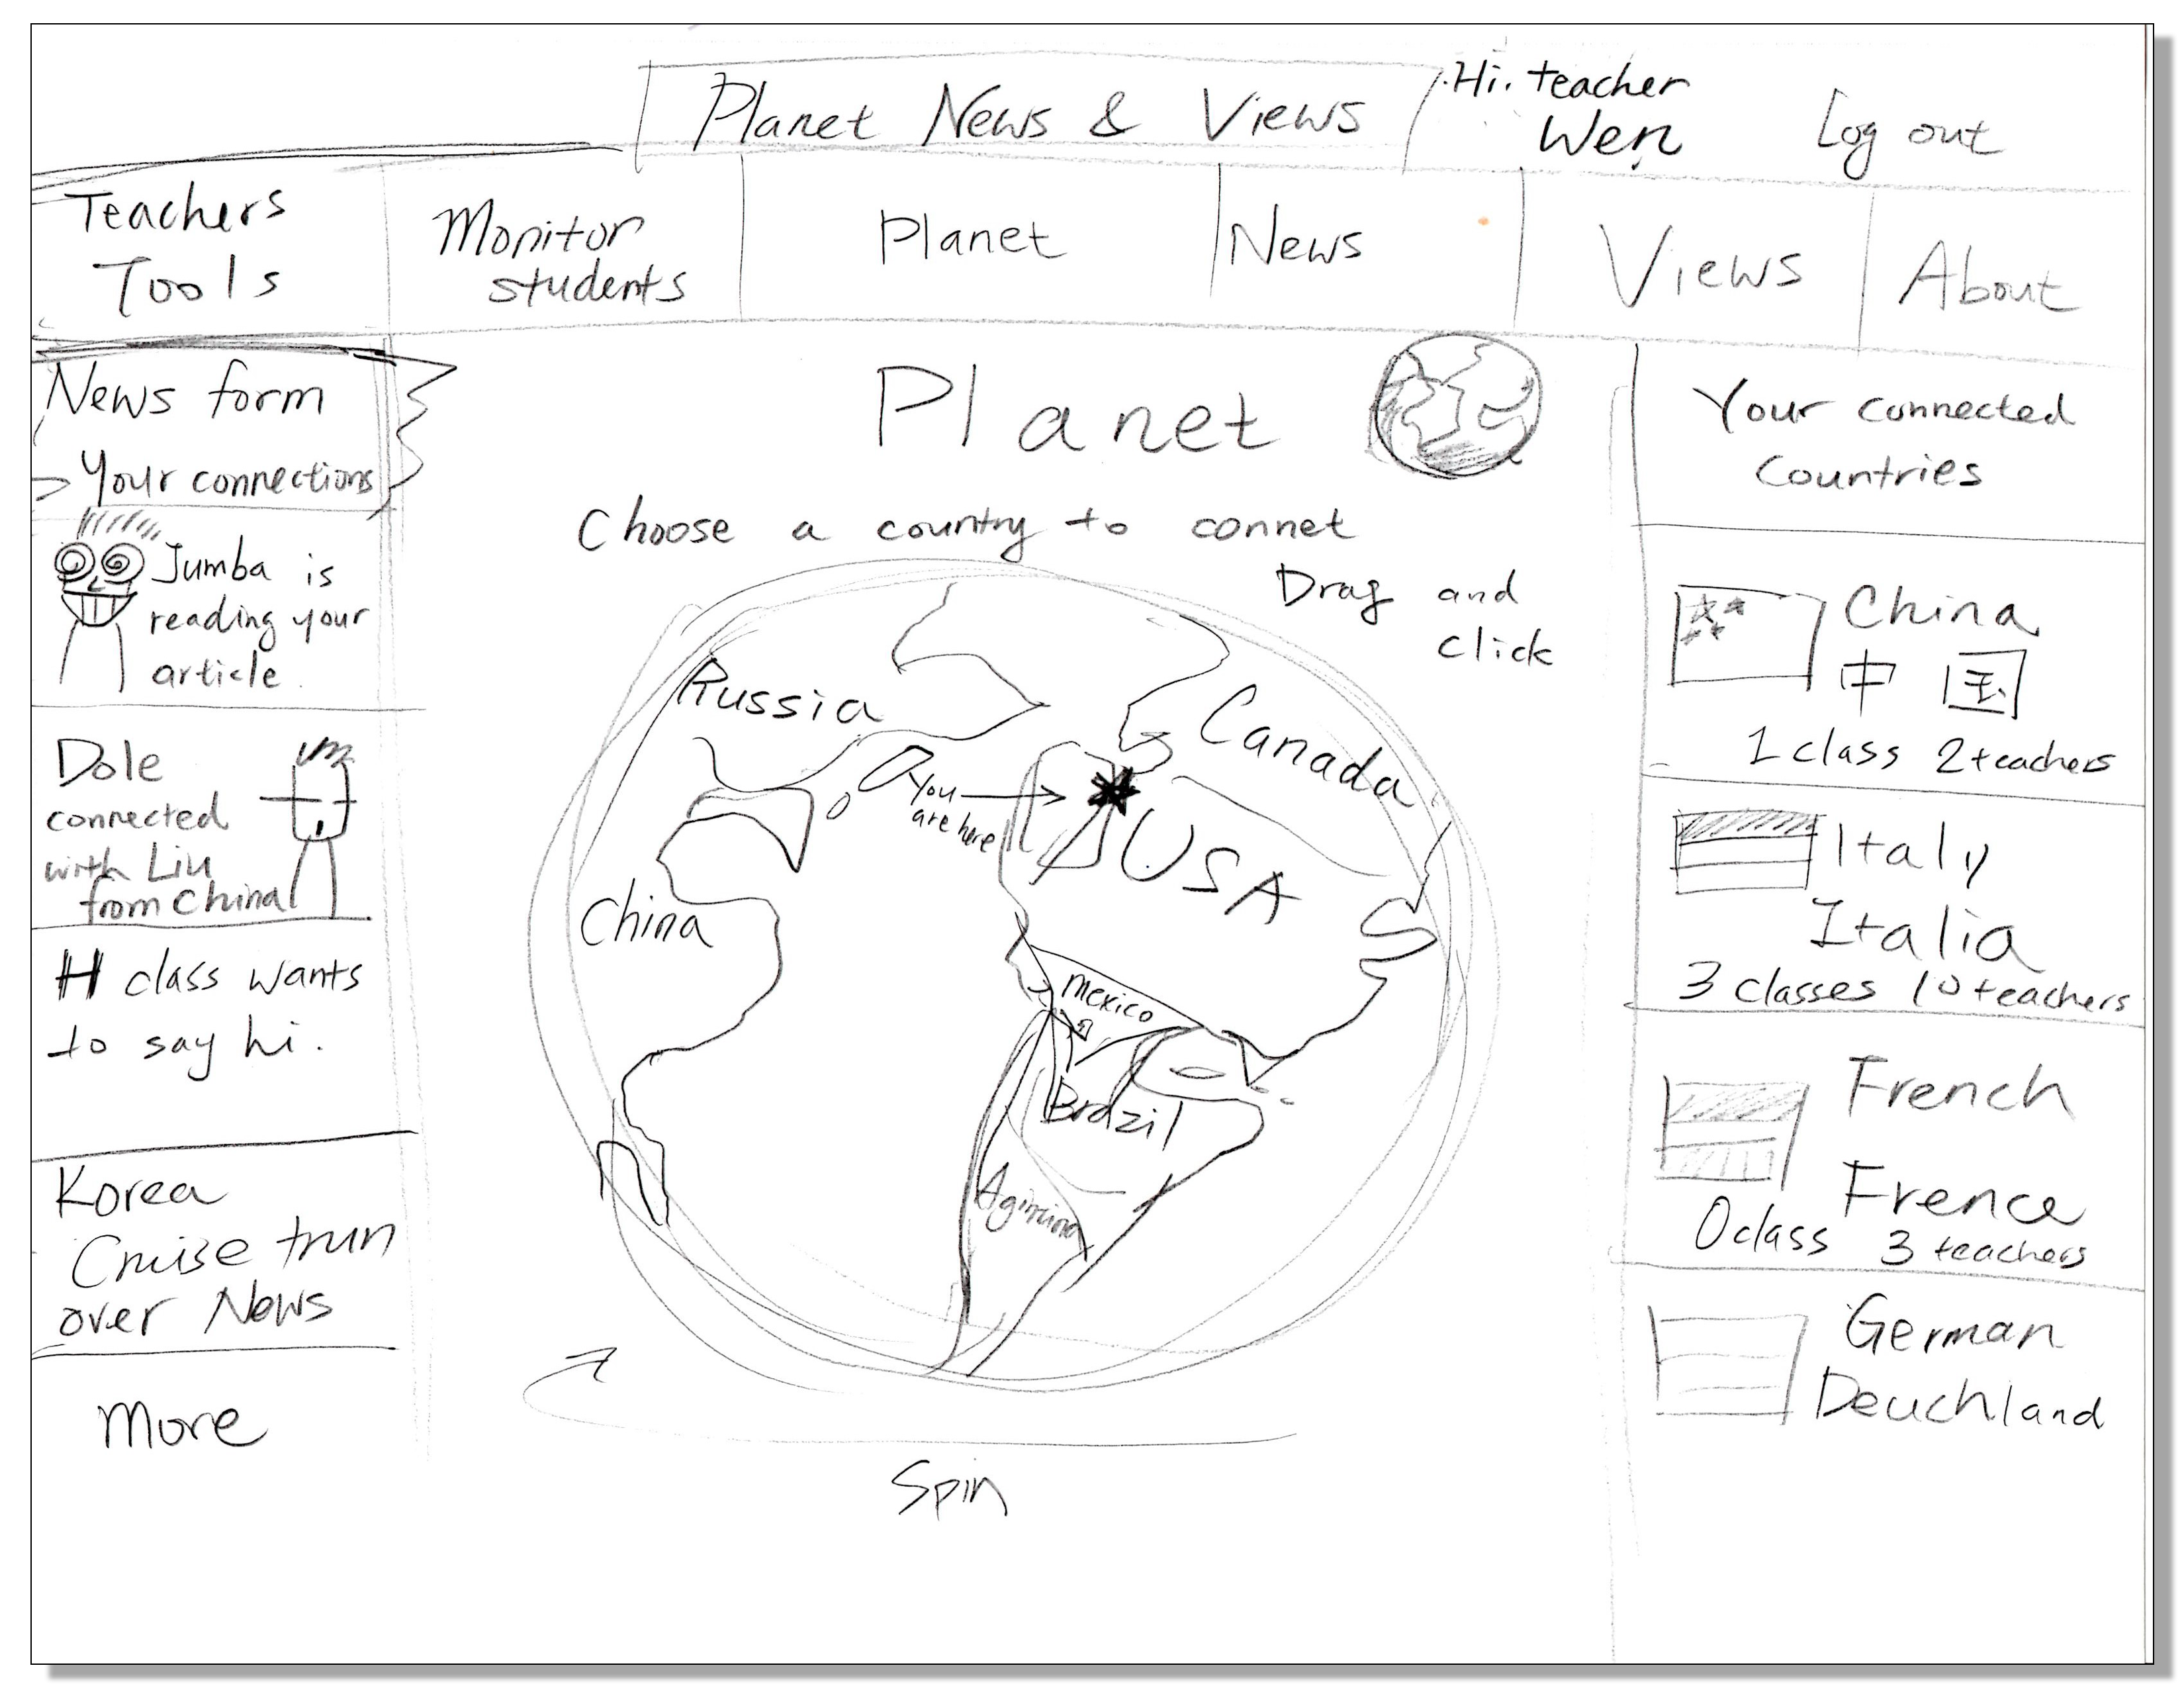 Planet News & Views
Hi. teacher
Wen
Log out
Teachers
Tools
Monitor
students
Planet
News
Views
About
News form
Your connections
Jumba is
reading your
article.
Dole
connected
with Liu
from China
H class wants
to say hi.
Korea
Cruise trun
over News
More
Planet
Choose a country to connet
Drag and
click
Russia
Canada
You
are here
USA
China
Mexico
Brazil
Spin
Your connected
Countries
China
中国
1 class 2 teachers
Italy
Italia
3 classes 10 teachers
French
Frence
0 class 3 teachers
German
Deuchland